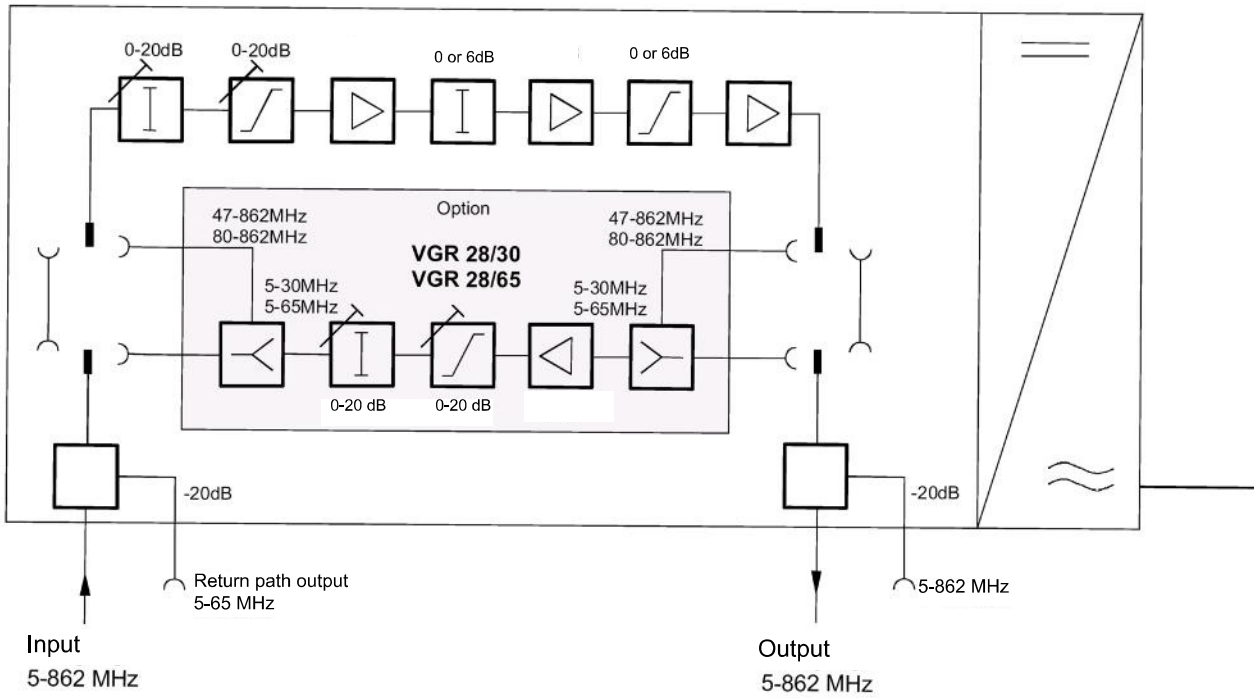 0-20dB
0-20dB
0 or 6dB
0 or 6dB
Option
47-862MHz
80-862MHz
47-862MHz
80-862MHz
VGR 28/30
VGR 28/65
5-30MHz
5-65MHz
5-30MHz
5-65MHz
0-20 dB
0-20 dB
-20dB
-20dB
Return path output
5-65 MHz
5-862 MHz
Input
5-862 MHz
Output
5-862 MHz